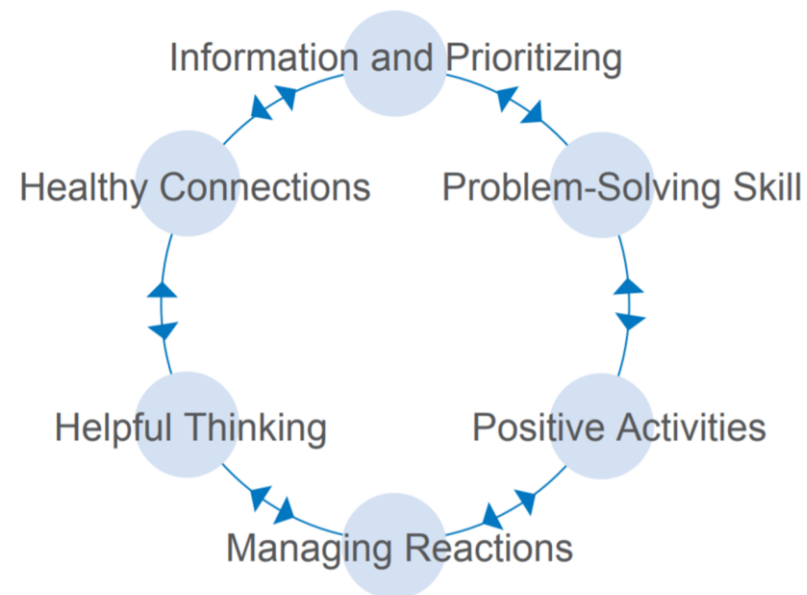 Information and Prioritizing
Healthy Connections
Problem-Solving Skill
Helpful Thinking
Positive Activities
Managing Reactions